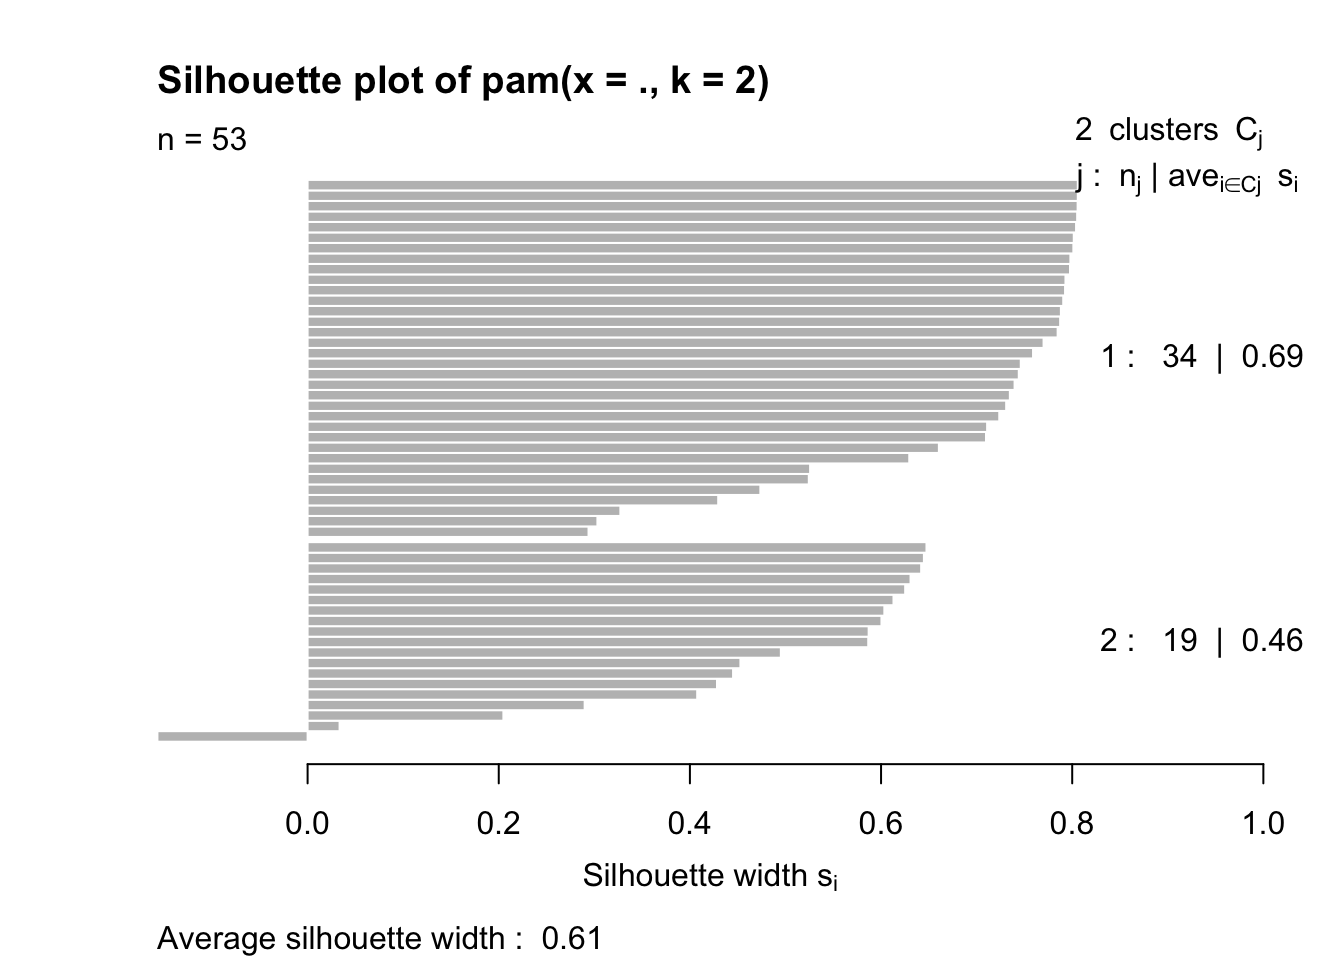 Silhouette plot of pam(x = ., k = 2)
n = 53
2 clusters Cj
j : nj | avei∈Cj si
1 : 34 | 0.69
2 : 19 | 0.46
0.0 0.2 0.4 0.6 0.8 1.0
Silhouette width si
Average silhouette width : 0.61